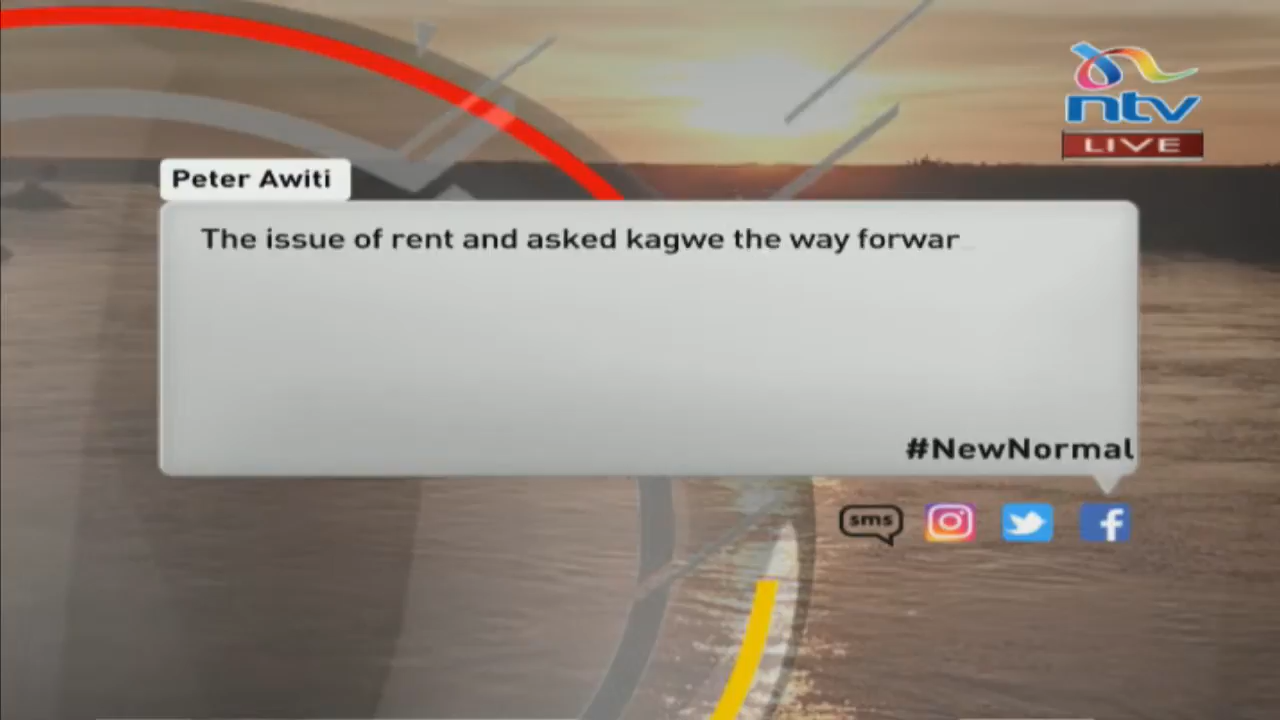 ntv
LIVE
Peter Awiti
The issue of rent and asked kagwe the way forwar
#NewNormal
sms